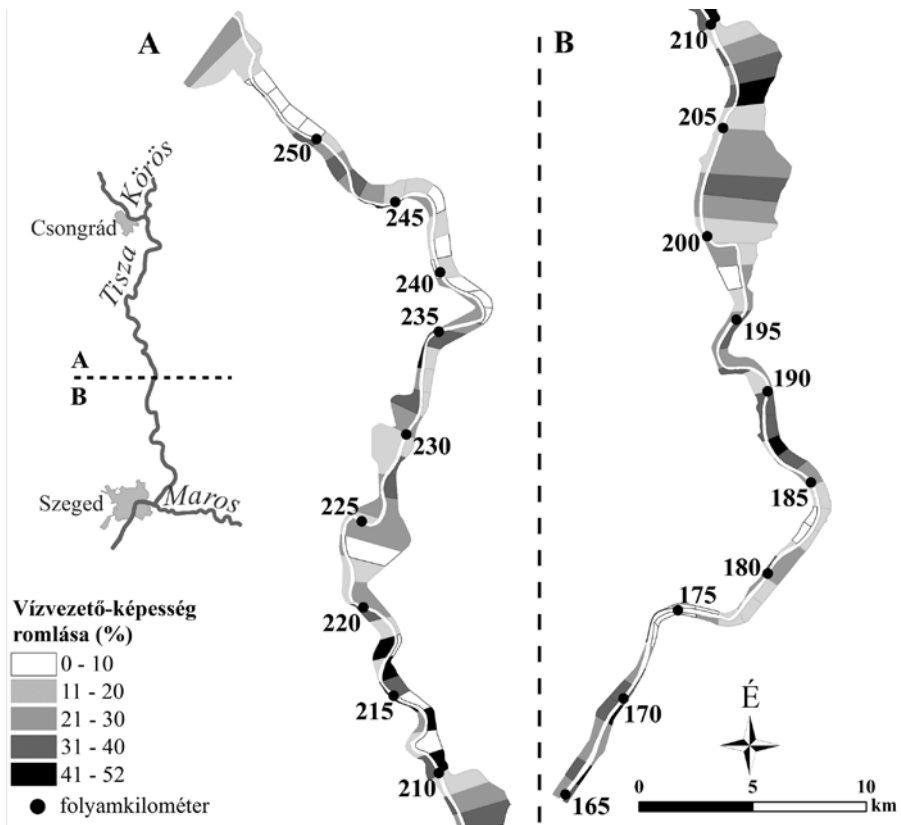 A
B
Körös
Csongrád
Tisza
A
B
Szeged
Maros
250
245
240
235
230
225
220
215
210
210
205
200
195
190
185
180
175
170
165
Vízvezető-képesség
romlása (%)
0 - 10
11 - 20
21 - 30
31 - 40
41 - 52
folyamkilométer
É
0 5 10
km